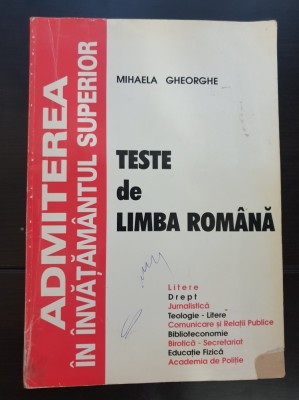 ADMITEREA
ÎN ÎNVĂȚĂMÂNTUL SUPERIOR
MIHAELA GHEORGHE
TESTE
de
LIMBA ROMÂNĂ
Litere
Drept
Jurnalistică
Teologie - Litere
Comunicare și Relații Publice
Biblioteconomie
Birotică - Secretariat
Educație Fizică
Academia de Poliție